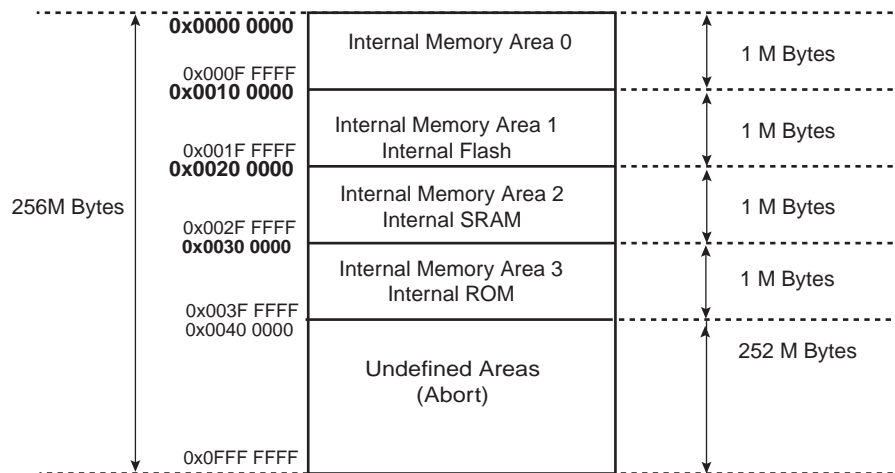 0x0000 0000
Internal Memory Area 0
1 M Bytes
0x000F FFFF
0x0010 0000
Internal Memory Area 1
Internal Flash
1 M Bytes
0x001F FFFF
0x0020 0000
256M Bytes
Internal Memory Area 2
Internal SRAM
1 M Bytes
0x002F FFFF
0x0030 0000
Internal Memory Area 3
Internal ROM
1 M Bytes
0x003F FFFF
0x0040 0000
252 M Bytes
Undefined Areas
(Abort)
0x0FFF FFFF